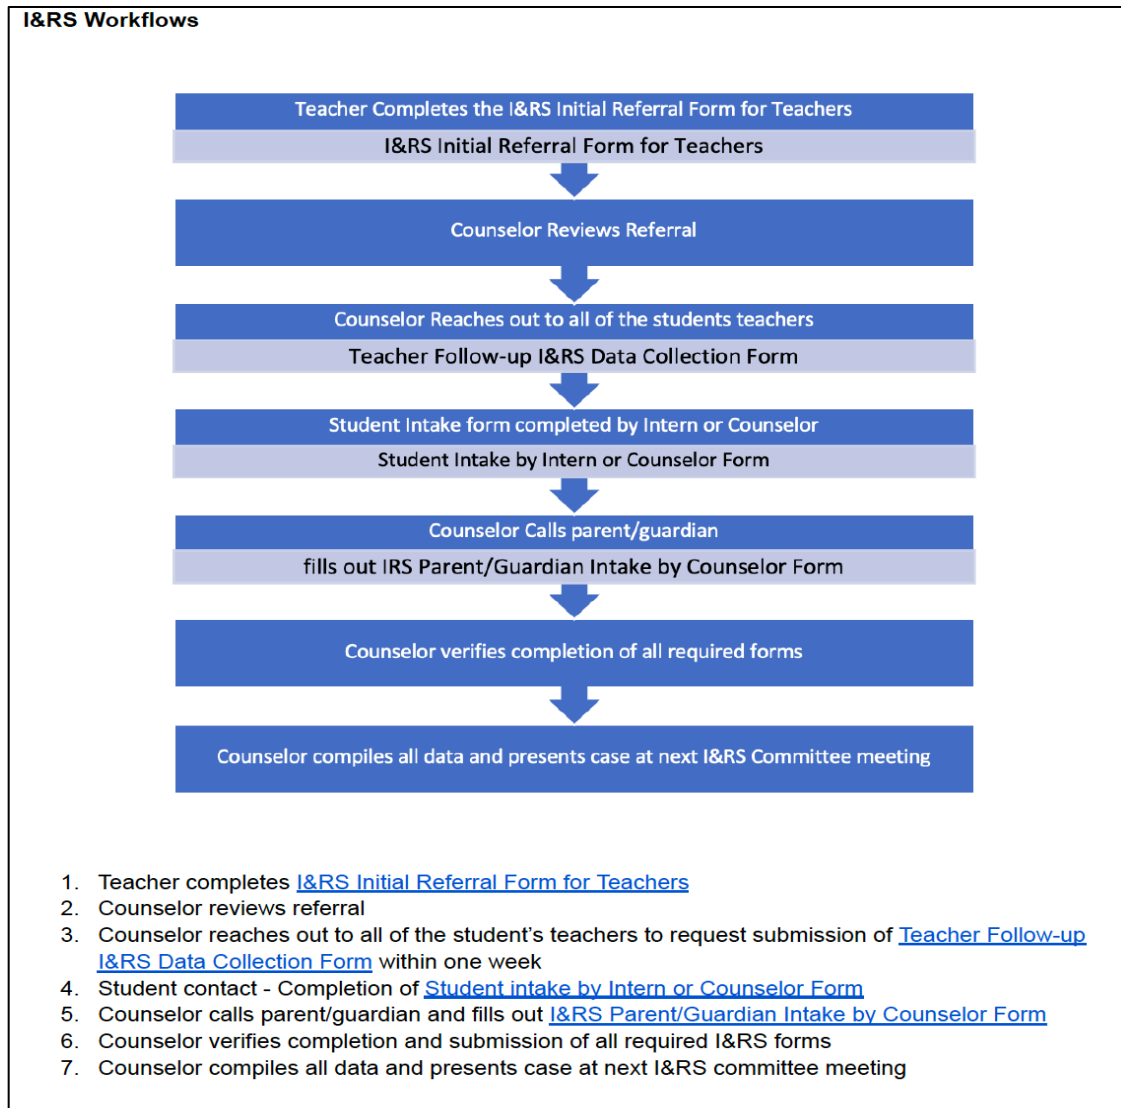 I&RS Workflows
Teacher Completes the I&RS Initial Referral Form for Teachers
I&RS Initial Referral Form for Teachers
Counselor Reviews Referral
Counselor Reaches out to all of the students teachers
Teacher Follow-up I&RS Data Collection Form
Student Intake form completed by Intern or Counselor
Student Intake by Intern or Counselor Form
Counselor Calls parent/guardian
fills out IRS Parent/Guardian Intake by Counselor Form
Counselor verifies completion of all required forms
Counselor compiles all data and presents case at next I&RS Committee meeting
1. Teacher completes I&RS Initial Referral Form for Teachers
2. Counselor reviews referral
3. Counselor reaches out to all of the student's teachers to request submission of Teacher Follow-up
I&RS Data Collection Form within one week
4. Student contact - Completion of Student intake by Intern or Counselor Form
5. Counselor calls parent/guardian and fills out I&RS Parent/Guardian Intake by Counselor Form
6. Counselor verifies completion and submission of all required I&RS forms
7. Counselor compiles all data and presents case at next I&RS committee meeting